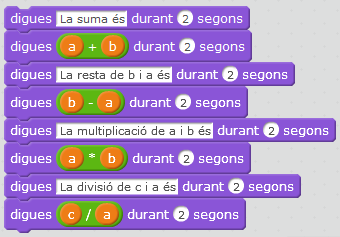 digues La suma és durant 2 segons
digues a + b durant 2 segons
digues La resta de b i a és durant 2 segons
digues b - a durant 2 segons
digues La multiplicació de a i b és durant 2 segons
digues a * b durant 2 segons
digues La divisió de c i a és durant 2 segons
digues c / a durant 2 segons